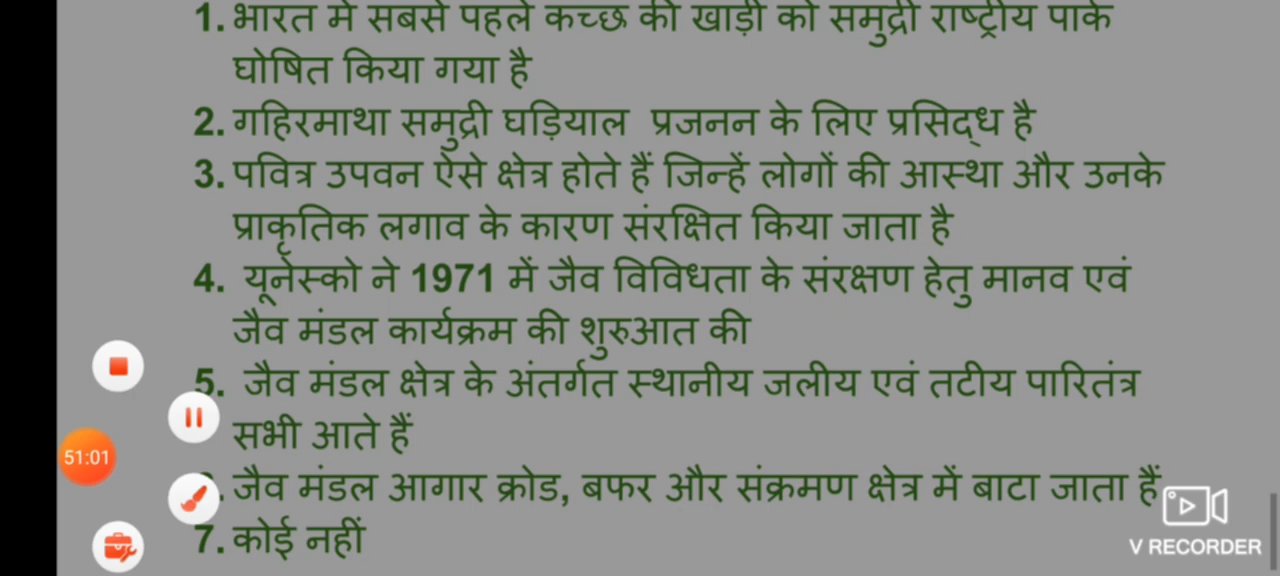 1. भारत में सबसे पहले कच्छ की खाड़ी को समुद्री राष्ट्रीय पार्क
घोषित किया गया है
2. गहिरमाथा समुद्री घड़ियाल प्रजनन के लिए प्रसिद्ध है
3. पवित्र उपवन ऐसे क्षेत्र होते हैं जिन्हें लोगों की आस्था और उनके
प्राकृतिक लगाव के कारण संरक्षित किया जाता है
4. यूनेस्को ने 1971 में जैव विविधता के संरक्षण हेतु मानव एवं
जैव मंडल कार्यक्रम की शुरुआत की
5. जैव मंडल क्षेत्र के अंतर्गत स्थानीय जलीय एवं तटीय पारितंत्र
सभी आते हैं
51:01
. जैव मंडल आगार क्रोड, बफर और संक्रमण क्षेत्र में बाटा जाता हैं
7. कोई नहीं
V RECORDER